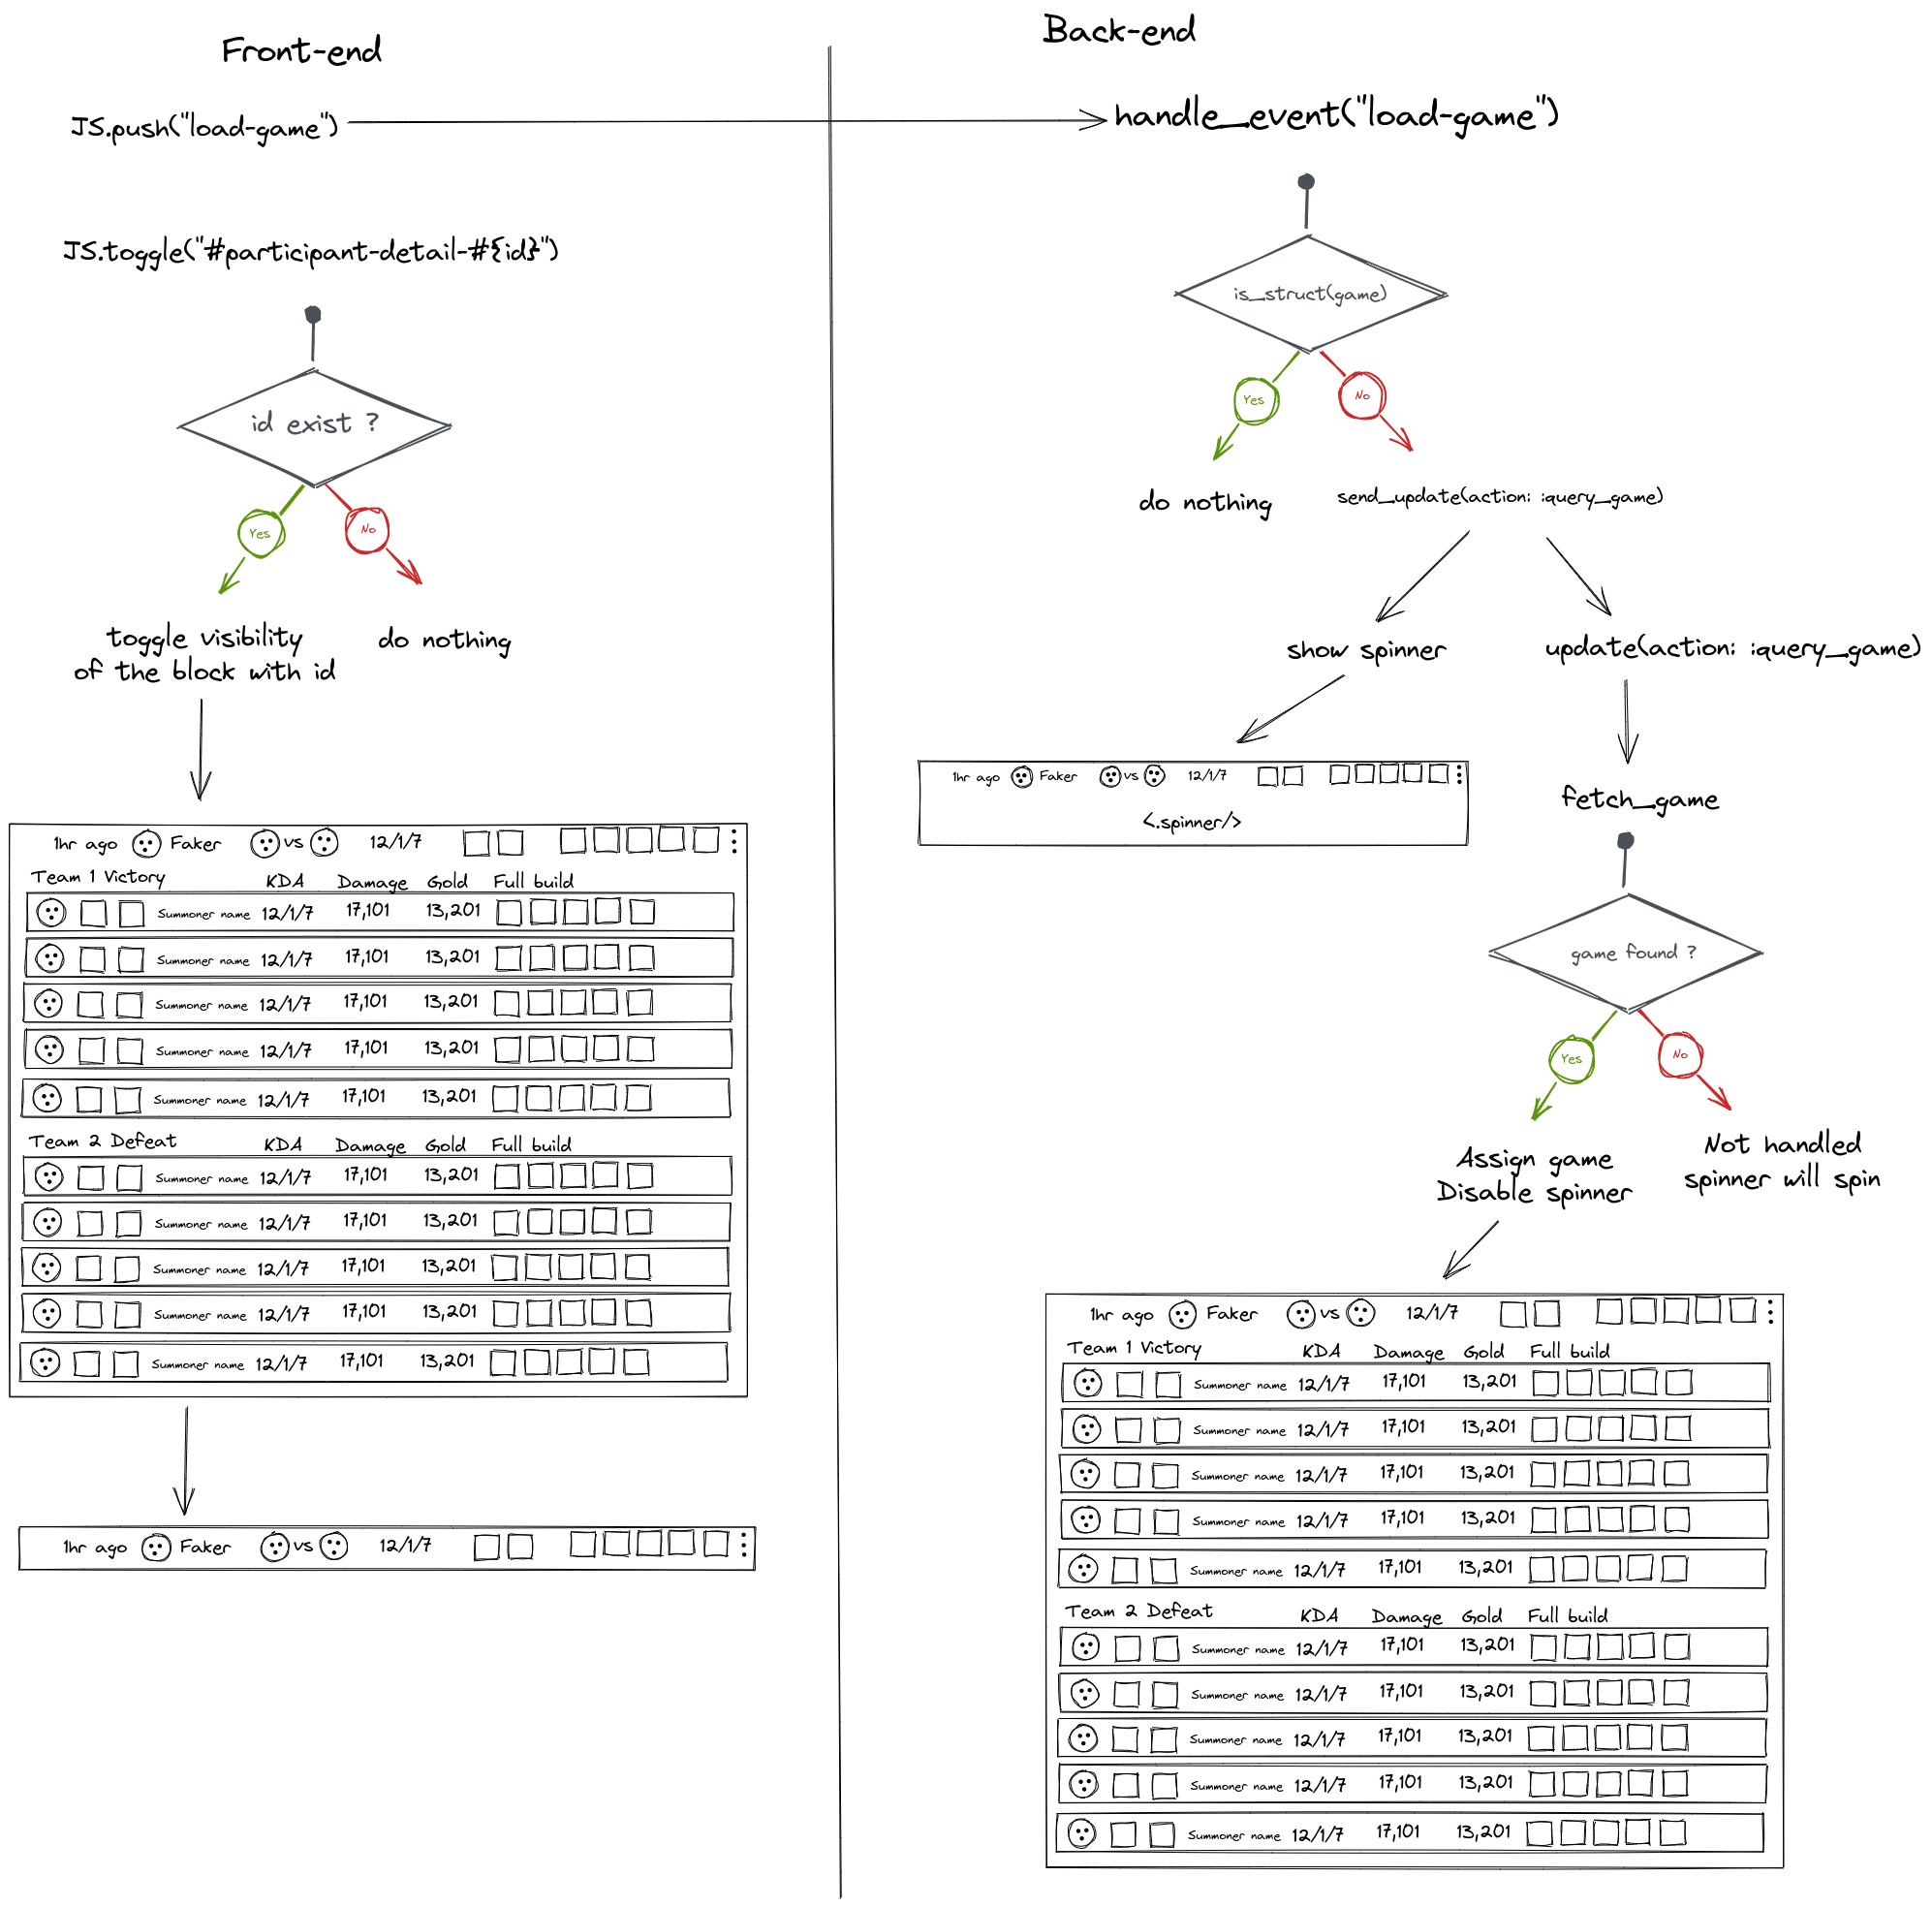 Front-end
JS.push("load-game")
JS.toggle("#participant-detail-#{id}")
id exist ?
Yes
No
toggle visibility
of the block with id
do nothing
1hr ago Faker vs 12/1/7
Team 1 Victory KDA Damage Gold Full build
Summoner name 12/1/7 17,101 13,201
Summoner name 12/1/7 17,101 13,201
Summoner name 12/1/7 17,101 13,201
Summoner name 12/1/7 17,101 13,201
Summoner name 12/1/7 17,101 13,201
Team 2 Defeat KDA Damage Gold Full build
Summoner name 12/1/7 17,101 13,201
Summoner name 12/1/7 17,101 13,201
Summoner name 12/1/7 17,101 13,201
Summoner name 12/1/7 17,101 13,201
Summoner name 12/1/7 17,101 13,201
1hr ago Faker vs 12/1/7
Back-end
handle_event("load-game")
is_struct(game)
Yes
No
do nothing
send_update(action: :query_game)
show spinner
update(action: :query_game)
1hr ago Faker vs 12/1/7
<.spinner/>
fetch_game
game found ?
Yes
No
Assign game
Disable spinner
Not handled
spinner will spin
1hr ago Faker vs 12/1/7
Team 1 Victory KDA Damage Gold Full build
Summoner name 12/1/7 17,101 13,201
Summoner name 12/1/7 17,101 13,201
Summoner name 12/1/7 17,101 13,201
Summoner name 12/1/7 17,101 13,201
Summoner name 12/1/7 17,101 13,201
Team 2 Defeat KDA Damage Gold Full build
Summoner name 12/1/7 17,101 13,201
Summoner name 12/1/7 17,101 13,201
Summoner name 12/1/7 17,101 13,201
Summoner name 12/1/7 17,101 13,201
Summoner name 12/1/7 17,101 13,201